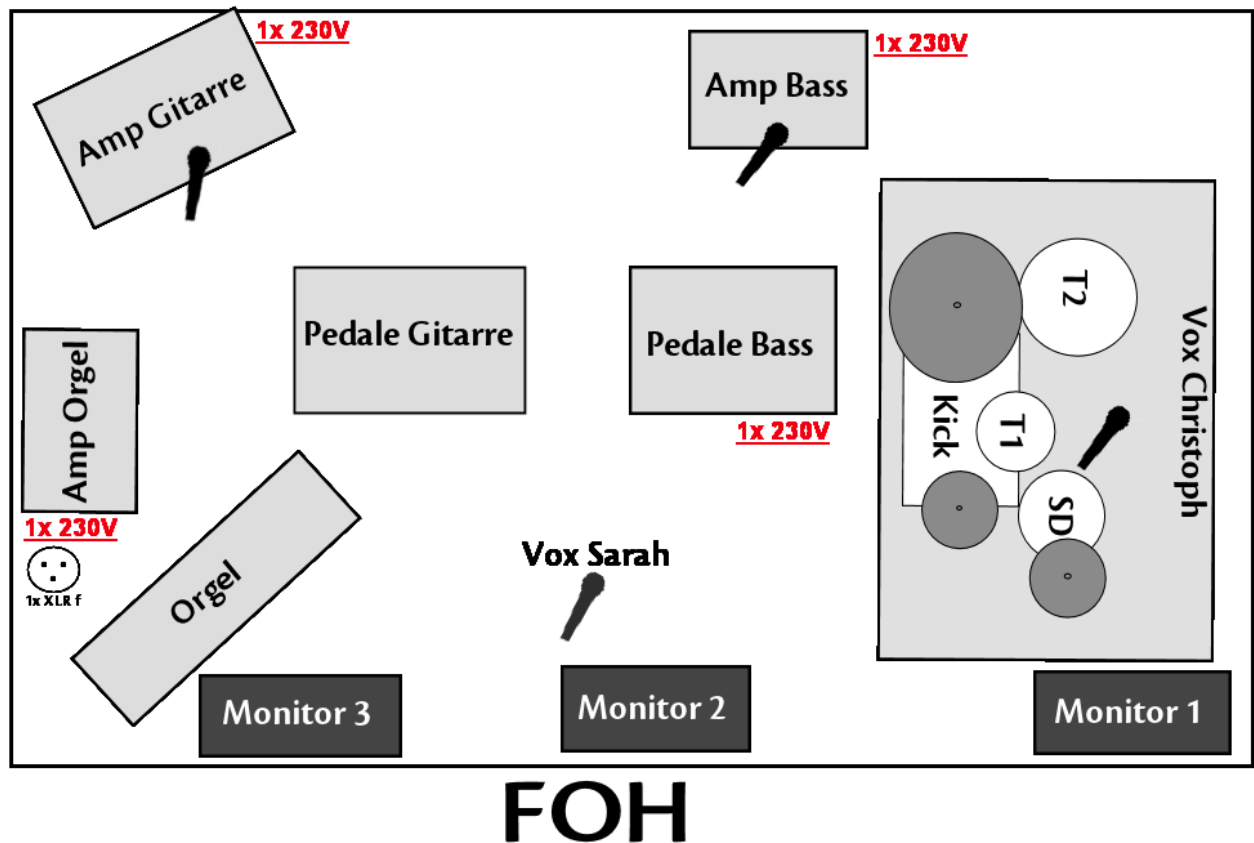 1x 230V
Amp Gitarre
Amp Bass
1x 230V
T2
Pedale Gitarre
Pedale Bass
Vox Christoph
Amp Orgel
Kick
T1
1x 230V
SD
1x 230V
1x XLR f
Orgel
Vox Sarah
Monitor 3
Monitor 2
Monitor 1
FOH